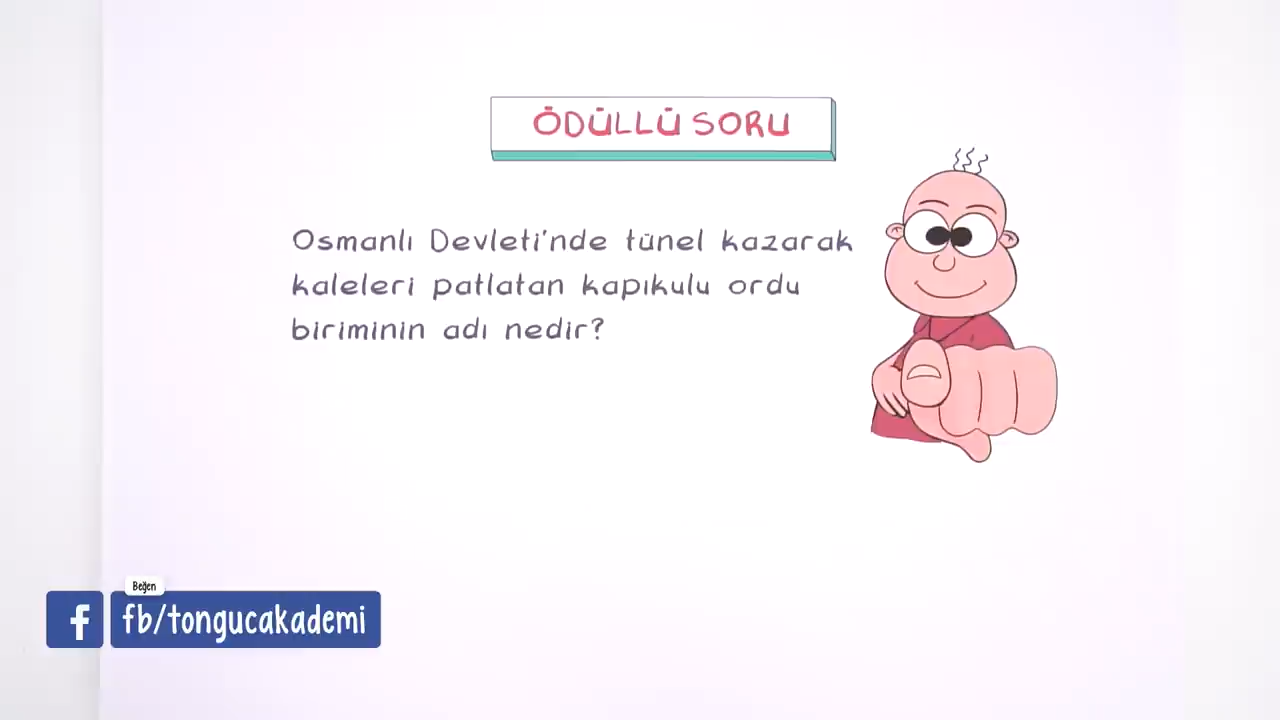 ÖDÜLLÜ SORU
Osmanlı Devleti'nde tünel kazarak
kaleleri patlatan kapıkulu ordu
biriminin adı nedir?
Beğen
f
fb/tongucakademi